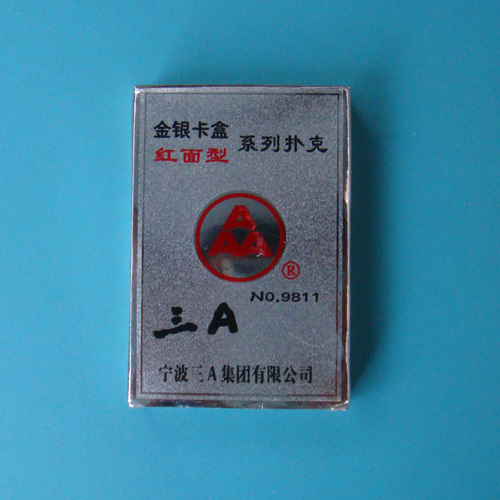 金银卡盒
红面型 系列扑克
AAA
®
NO.9811
三A
宁波三A集团有限公司